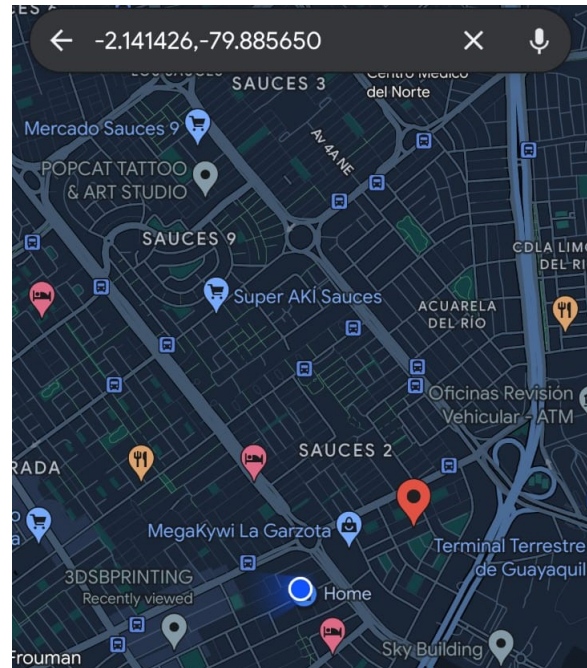 -2.141426,-79.885650
SAUCES 3
Centro Médico
del Norte
Mercado Sauces 9
Av 4A NE
POPCAT TATTOO
& ART STUDIO
SAUCES 9
CDLA LIMO
DEL RI
Super AKÍ Sauces
ACUARELA
DEL RÍO
Oficinas Revisión
Vehicular - ATM
SAUCES 2
RADA
MegaKywi La Garzota
Terminal Terrestre
de Guayaquil
3DSBPRINTING
Recently viewed
Home
Sky Building
Frouman